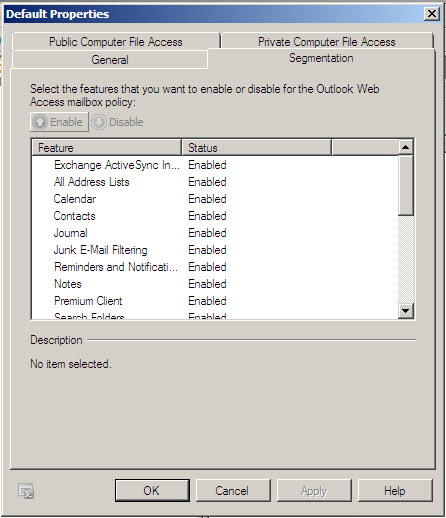 Default Properties
Public Computer File Access Private Computer File Access
General Segmentation
Select the features that you want to enable or disable for the Outlook Web
Access mailbox policy:
Enable Disable
Feature Status
Exchange ActiveSync In... Enabled
All Address Lists Enabled
Calendar Enabled
Contacts Enabled
Journal Enabled
Junk E-Mail Filtering Enabled
Reminders and Notificati... Enabled
Notes Enabled
Premium Client Enabled
Search Folders Enabled
Description
No item selected.
OK Cancel Apply Help